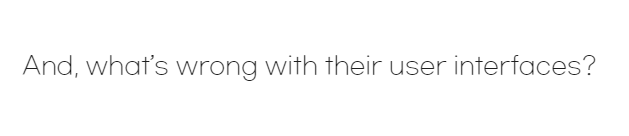 And, what's wrong with their user interfaces?